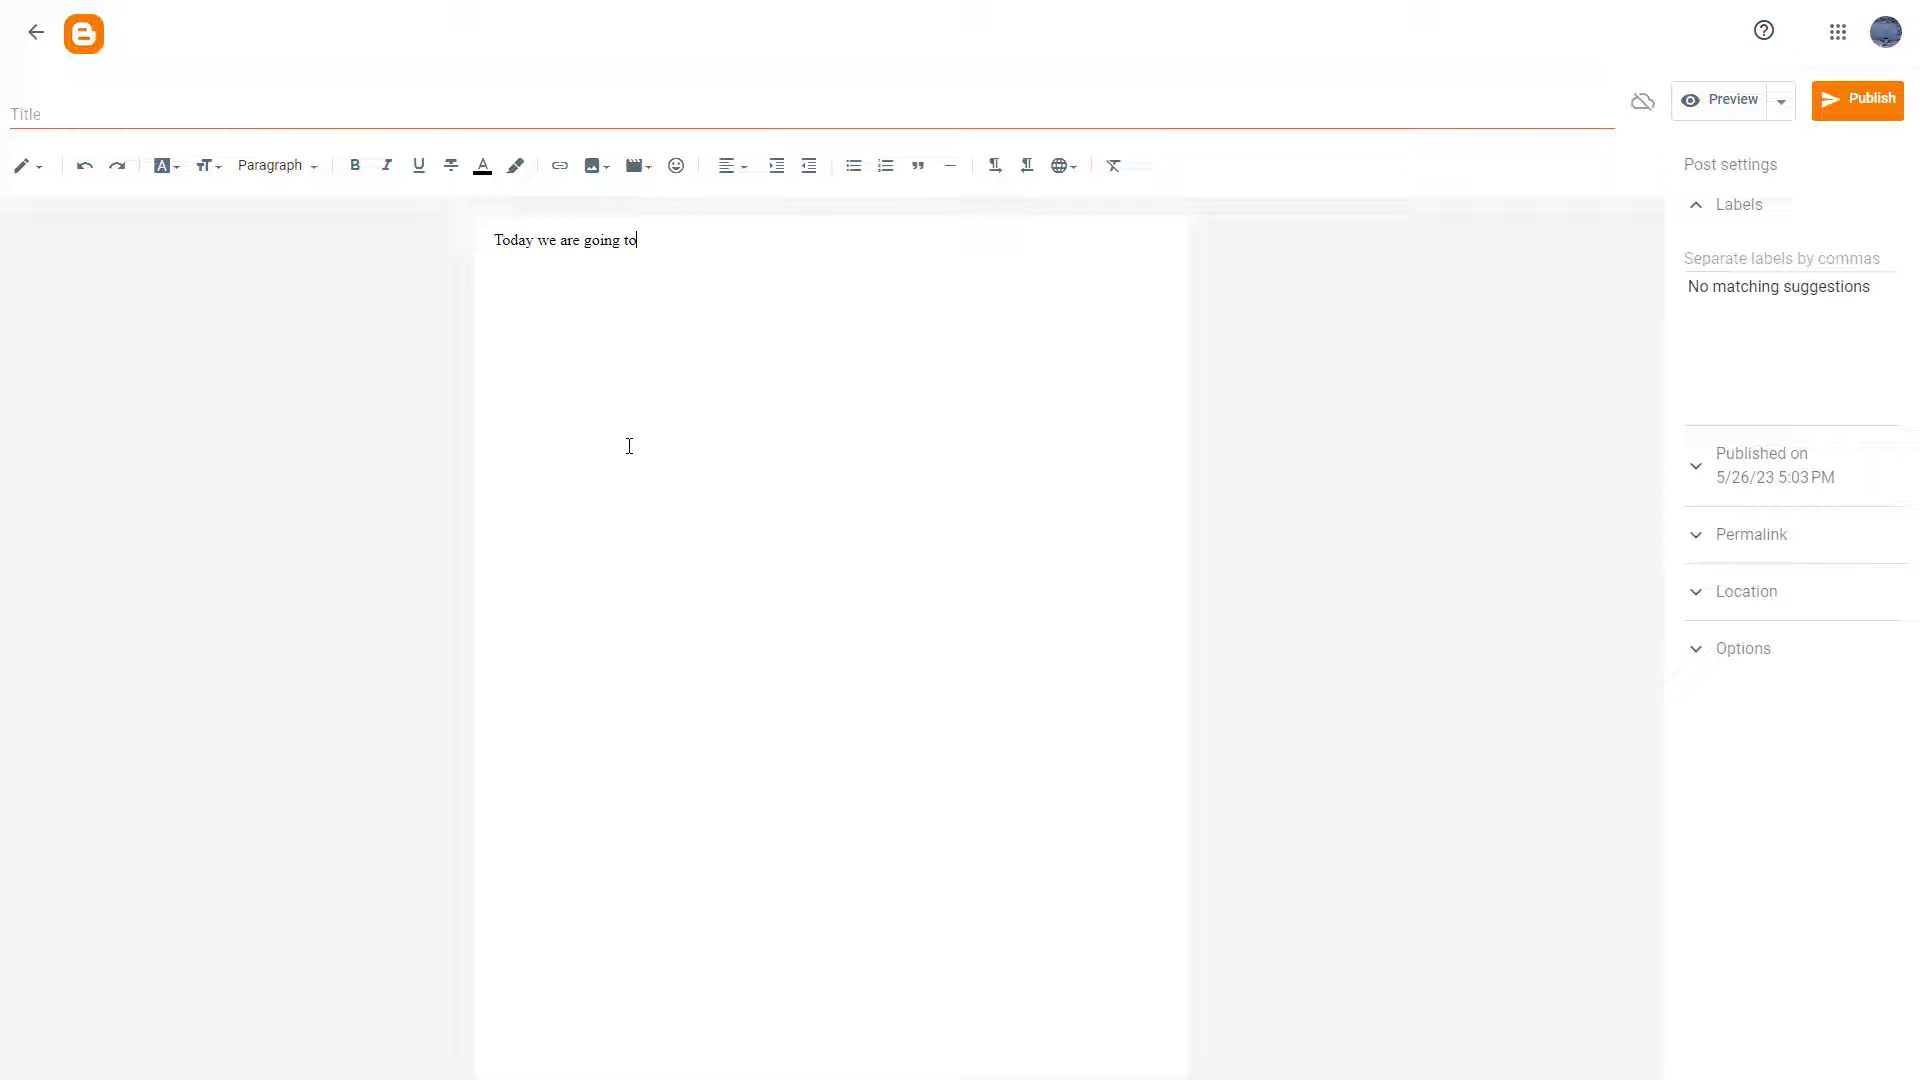 Preview
Publish
Title
Paragraph
Post settings
Labels
Today we are going to
Separate labels by commas
No matching suggestions
Published on
5/26/23 5:03 PM
Permalink
Location
Options